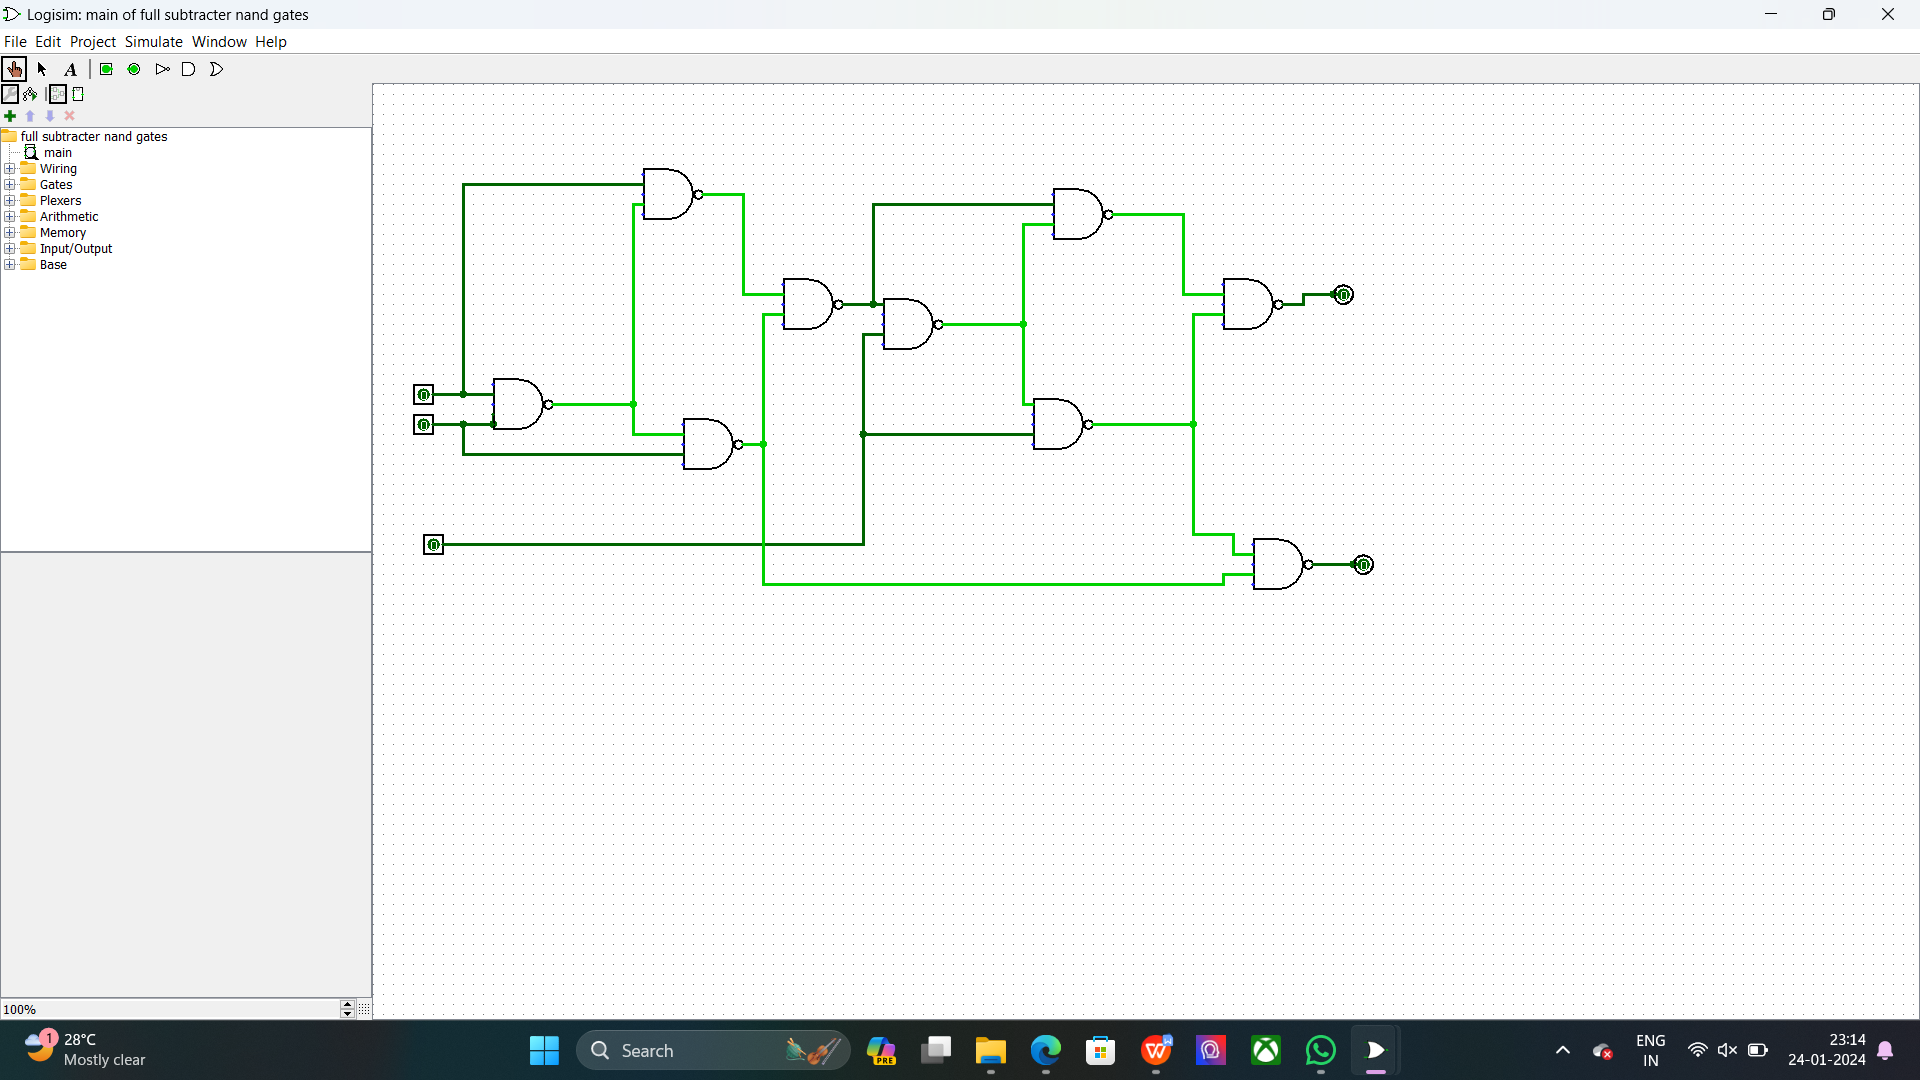 Logisim: main of full subtracter nand gates
File Edit Project Simulate Window Help
A
full subtracter nand gates
main
Wiring
Gates
Plexers
Arithmetic
Memory
Input/Output
Base
0
0
0
0
0
100%
1
28°C
Mostly clear
Search
PRE
W
ENG
IN
23:14
24-01-2024